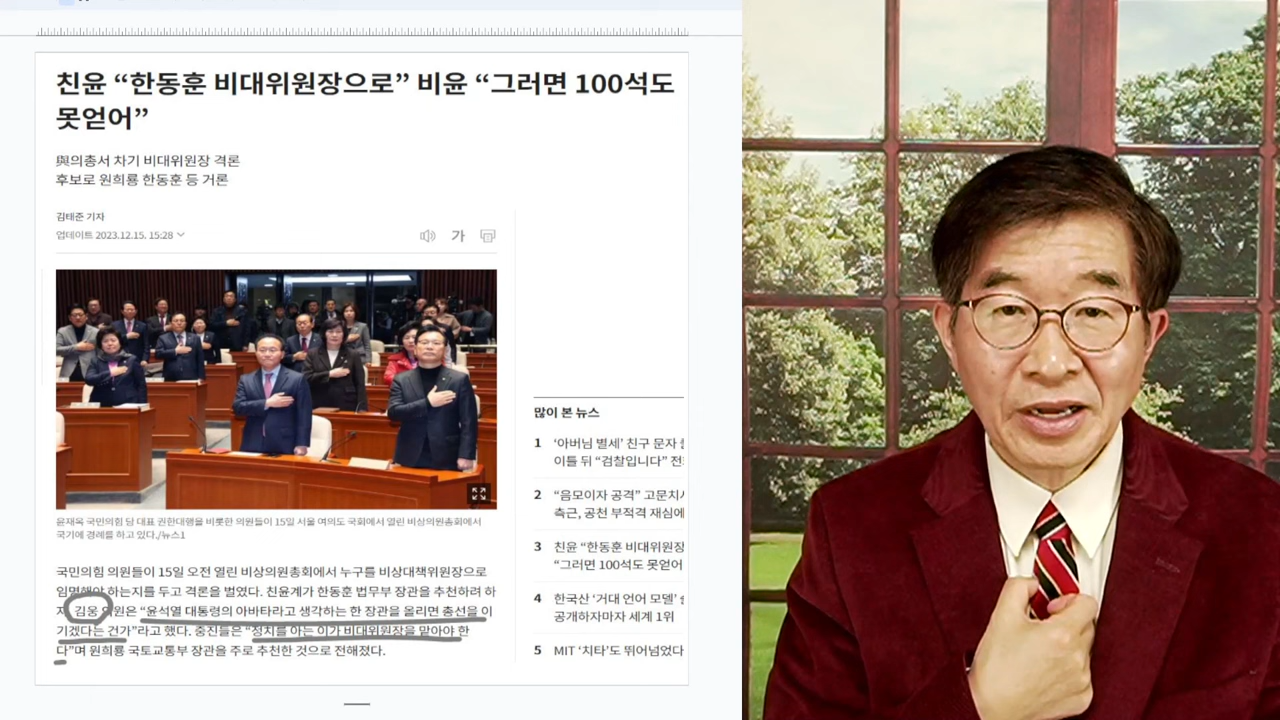 친윤 “한동훈 비대위원장으로” 비윤 “그러면 100석도
못얻어”
與의총서 차기 비대위원장 격론
후보로 원희룡 한동훈 등 거론
김태준 기자
업데이트 2023.12.15. 15:28
가
윤재옥 국민의힘 당 대표 권한대행을 비롯한 의원들이 15일 서울 여의도 국회에서 열린 비상의원총회에서
국기에 경례를 하고 있다./뉴스1
국민의힘 의원들이 15일 오전 열린 비상의원총회에서 누구를 비상대책위원장으로
임명해야 하는지를 두고 격론을 벌였다. 친윤계가 한동훈 법무부 장관을 추천하려 하
자 김웅 의원은 “윤석열 대통령의 아바타라고 생각하는 한 장관을 올리면 총선을 이
기겠다는 건가”라고 했다. 중진들은 “정치를 아는 이가 비대위원장을 맡아야 한
다”며 원희룡 국토교통부 장관을 주로 추천한 것으로 전해졌다.
많이 본 뉴스
1 ‘아버님 별세’ 친구 문자
이틀 뒤 “검찰입니다”
2 “음모이자 공격” 고문치사
측근, 공천 부적격 재심에
3 친윤 “한동훈 비대위원장
“그러면 100석도 못얻어
4 한국산 ‘거대 언어 모델’
공개하자마자 세계 1위
5 MIT ‘치타’도 뛰어넘었다